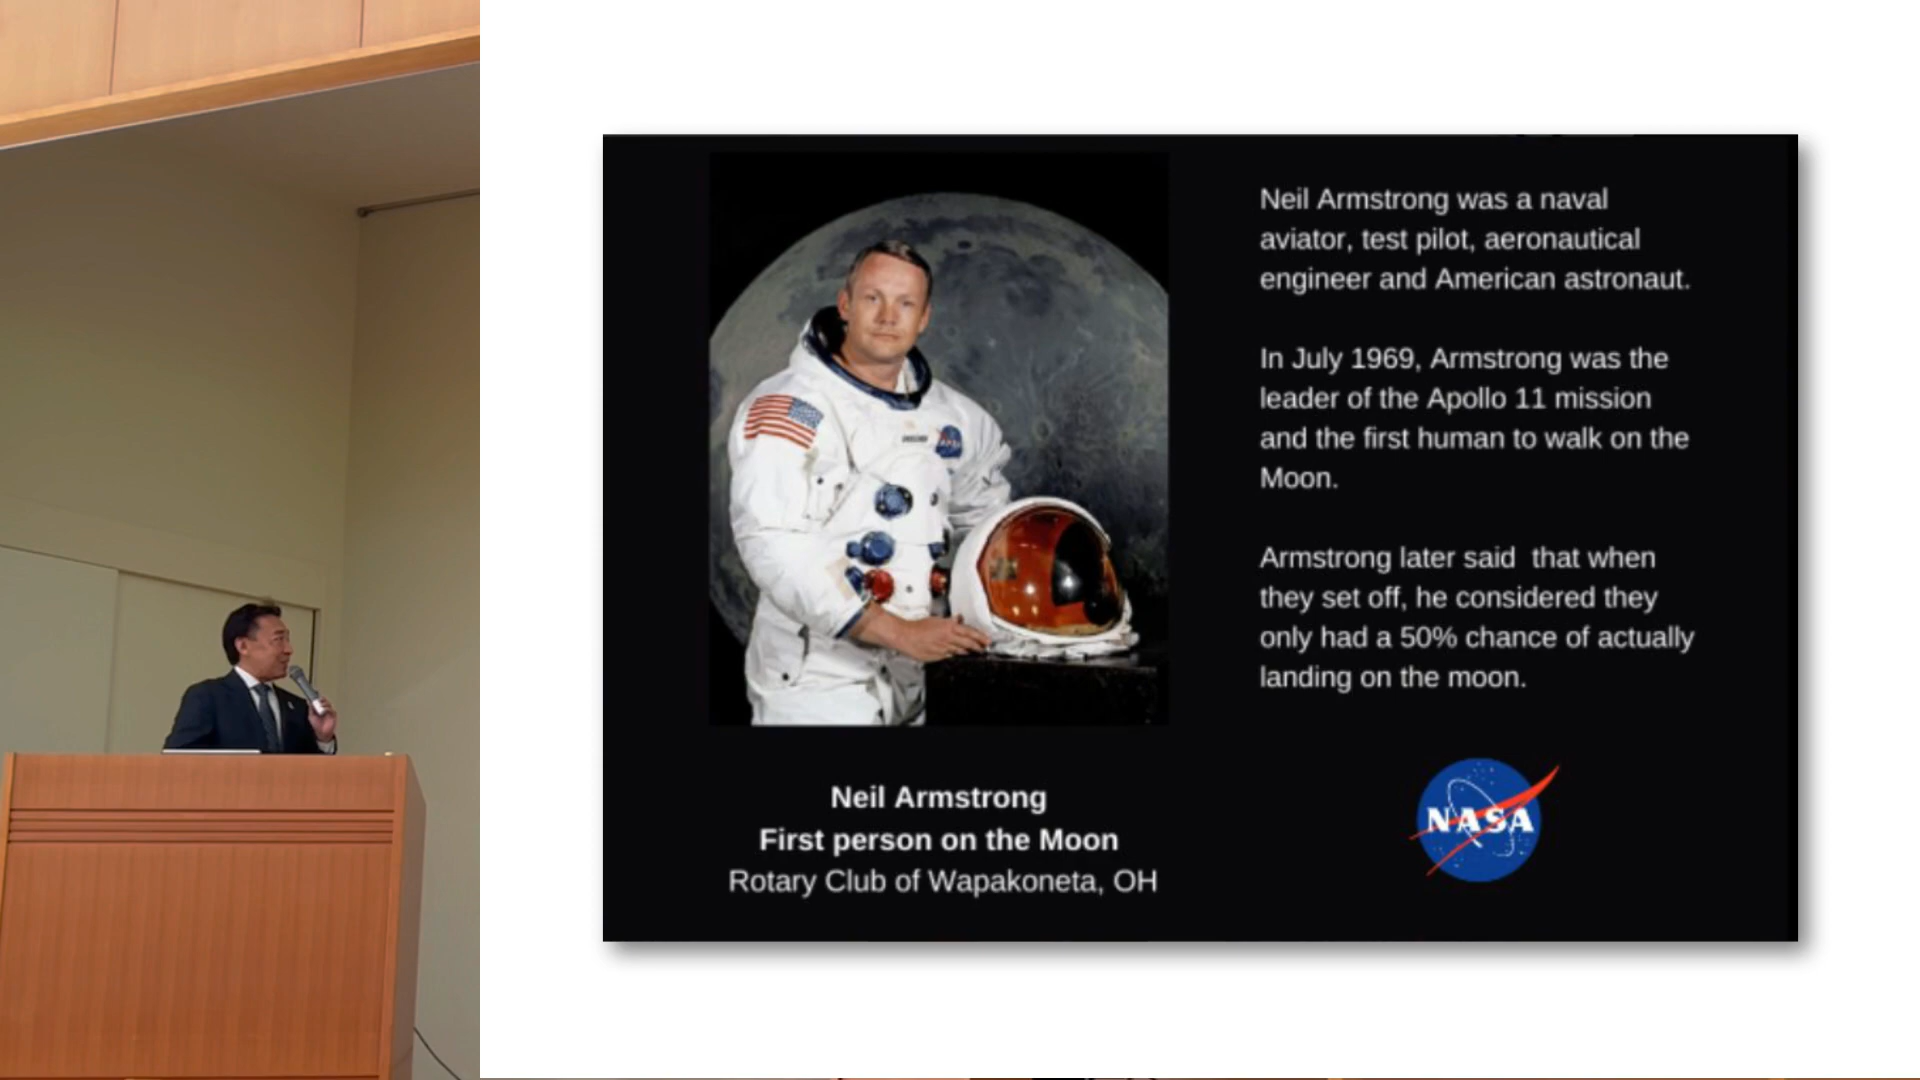 Neil Armstrong was a naval
aviator, test pilot, aeronautical
engineer and American astronaut.
In July 1969, Armstrong was the
leader of the Apollo 11 mission
and the first human to walk on the
Moon.
Armstrong later said  that when
they set off, he considered they
only had a 50% chance of actually
landing on the moon.
Neil Armstrong
First person on the Moon
Rotary Club of Wapakoneta, OH
NASA
NASA